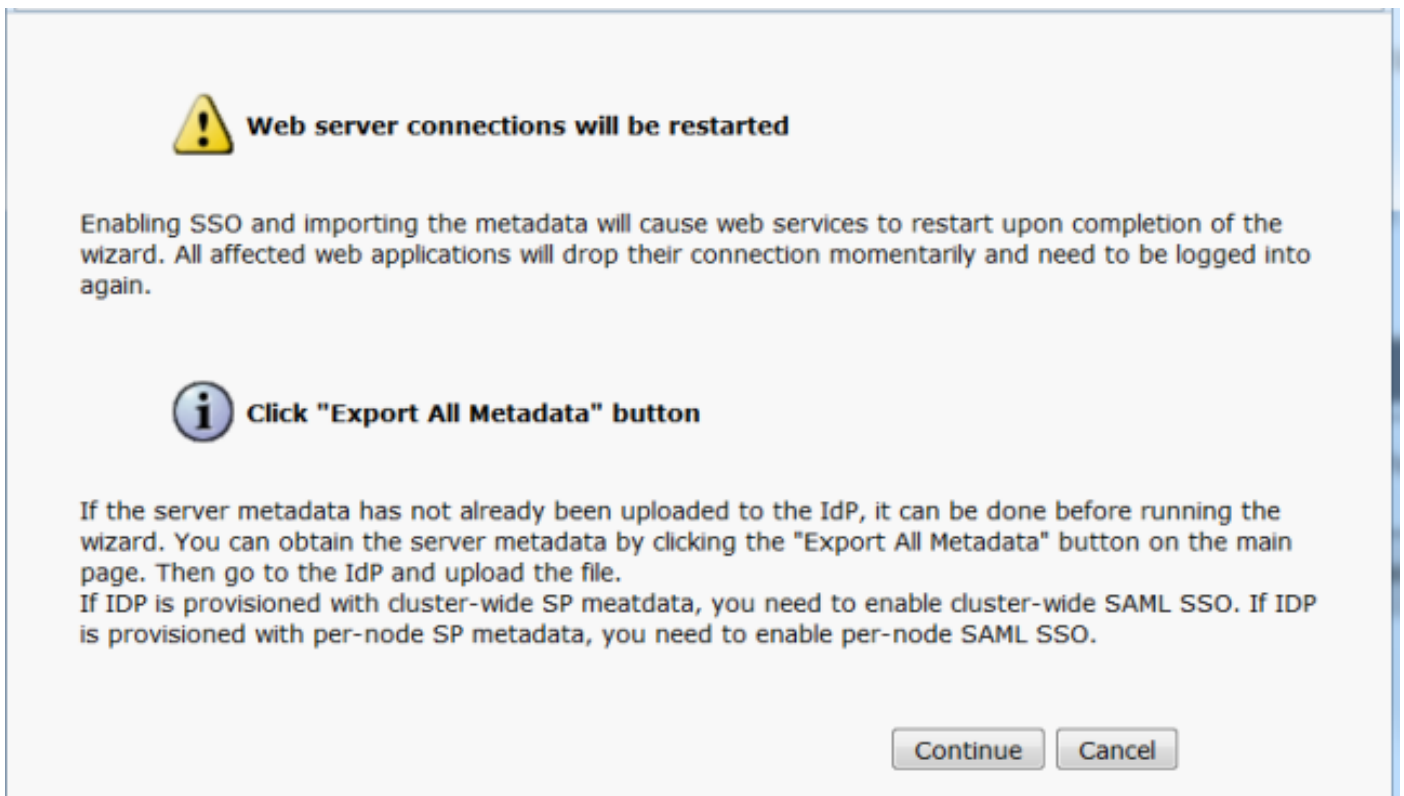 Web server connections will be restarted
Enabling SSO and importing the metadata will cause web services to restart upon completion of the
wizard. All affected web applications will drop their connection momentarily and need to be logged into
again.
Click "Export All Metadata" button
If the server metadata has not already been uploaded to the IdP, it can be done before running the
wizard. You can obtain the server metadata by clicking the "Export All Metadata" button on the main
page. Then go to the IdP and upload the file.
If IDP is provisioned with cluster-wide SP meatdata, you need to enable cluster-wide SAML SSO. If IDP
is provisioned with per-node SP metadata, you need to enable per-node SAML SSO.
Continue Cancel